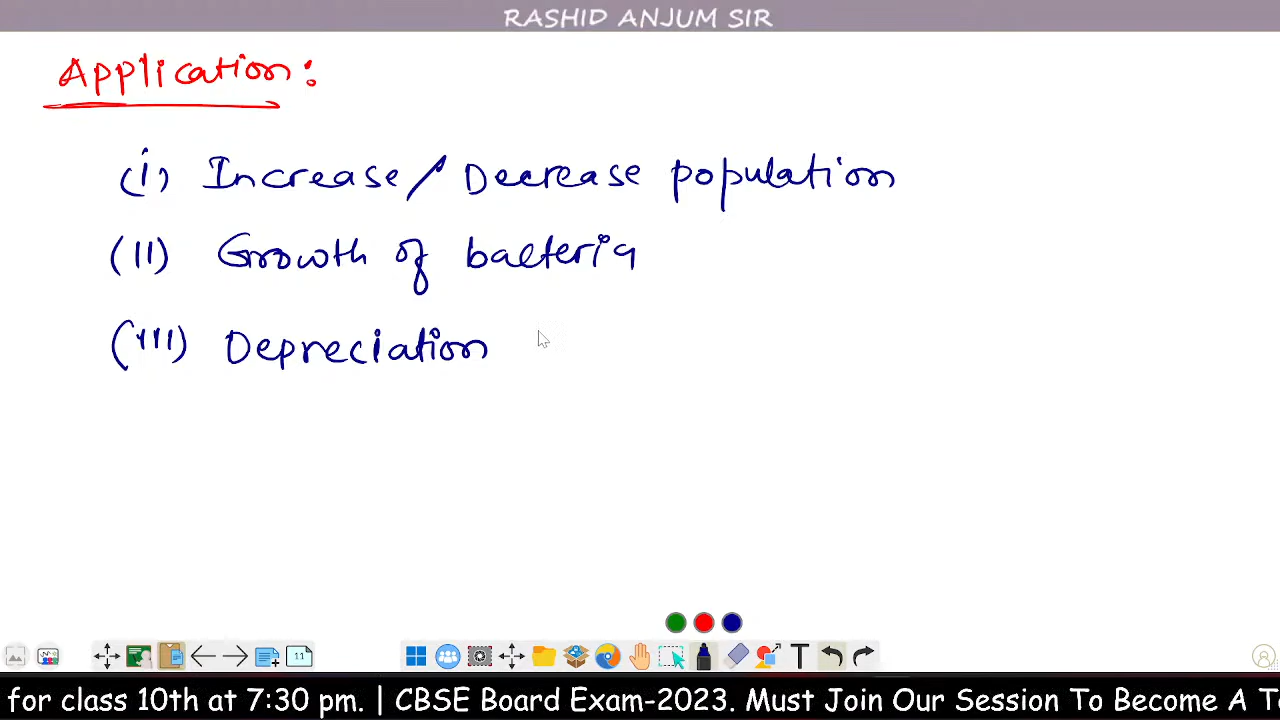 RASHID ANJUM SIR
Application:
(i) Increase/Decrease population
(II) Growth of bacteria
(III) Depreciation
11
T
for class 10th at 7:30 pm. | CBSE Board Exam-2023. Must Join Our Session To Become A T